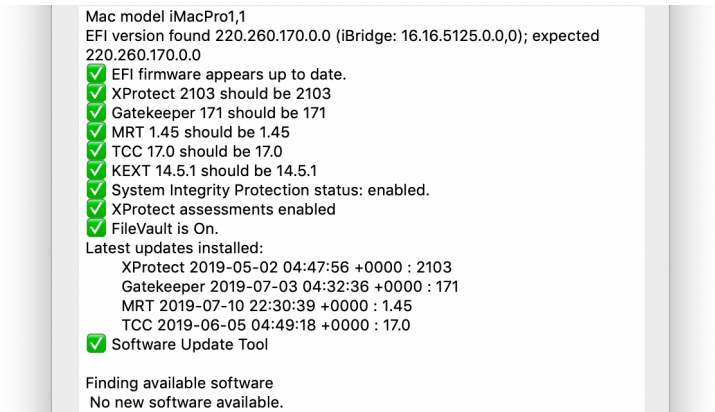 Mac model iMacPro1,1
EFI version found 220.260.170.0.0 (iBridge: 16.16.5125.0.0,0); expected
220.260.170.0.0
✅ EFI firmware appears up to date.
✅ XProtect 2103 should be 2103
✅ Gatekeeper 171 should be 171
✅ MRT 1.45 should be 1.45
✅ TCC 17.0 should be 17.0
✅ KEXT 14.5.1 should be 14.5.1
✅ System Integrity Protection status: enabled.
✅ XProtect assessments enabled
✅ FileVault is On.
Latest updates installed:
XProtect 2019-05-02 04:47:56 +0000 : 2103
Gatekeeper 2019-07-03 04:32:36 +0000 : 171
MRT 2019-07-10 22:30:39 +0000 : 1.45
TCC 2019-06-05 04:49:18 +0000 : 17.0
✅ Software Update Tool
Finding available software
No new software available.